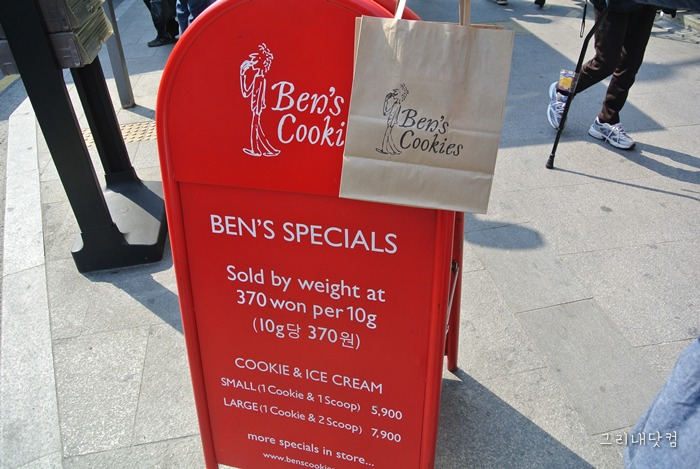 Ben's
Cooki
Ben's
Cookies
BEN'S SPECIALS
Sold by weight at
370 won per 10g
(10g당 370원)
COOKIE & ICE CREAM
SMALL (1 Cookie & 1 Scoop) 5,900
LARGE (1 Cookie & 2 Scoop) 7,900
more specials in store...
www.benscookies
그리내닷컴